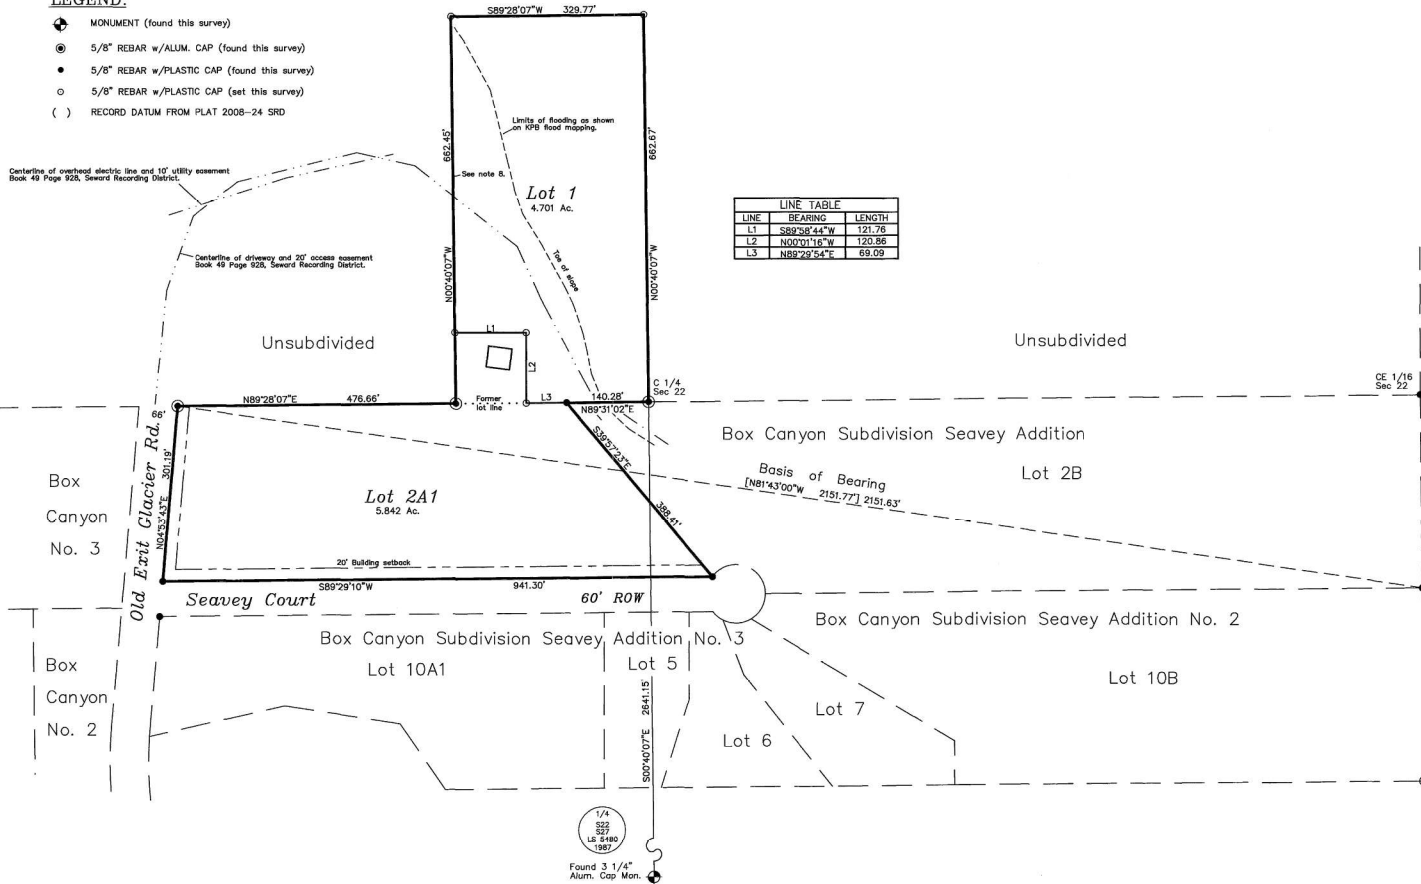 LEGEND:
MONUMENT (found this survey)
5/8" REBAR w/ALUM. CAP (found this survey)
5/8" REBAR w/PLASTIC CAP (found this survey)
5/8" REBAR w/PLASTIC CAP (set this survey)
( ) RECORD DATUM FROM PLAT 2008-24 SRD
S89°28'07"W 329.77'
662.45'
N00°40'07"W
662.67'
N00°40'07"W
Limits of flooding as shown
on KPB flood mapping.
See note 8.
Lot 1
4.701 Ac.
Toe of slope
Centerline of overhead electric line and 10' utility easement
Book 49 Page 928, Seward Recording District.
Centerline of driveway and 20' access easement
Book 49 Page 928, Seward Recording District.
LINE TABLE
LINE BEARING LENGTH
L1 S89°58'44"W 121.76
L2 N00°01'16"W 120.86
L3 N89°29'54"E 69.09
Unsubdivided
L1
L2
L3
Former
lot line
Unsubdivided
C 1/4
Sec 22
CE 1/16
Sec 22
N89°28'07"E 476.66'
140.28'
N89°31'02"E
66'
Old Exit Glacier Rd.
N04°53'43"E 301.19'
S39°57'23"E
388.41'
Box Canyon Subdivision Seavey Addition
Lot 2B
Basis of Bearing
[N81°43'00"W 2151.77'] 2151.63'
Lot 2A1
5.842 Ac.
Box
Canyon
No. 3
20' Building setback
S89°29'10"W 941.30'
Seavey Court 60' ROW
Box Canyon Subdivision Seavey Addition No. 3
Lot 10A1
Lot 5
Box Canyon Subdivision Seavey Addition No. 2
Lot 10B
Lot 7
Lot 6
Box
Canyon
No. 2
S00°40'07"E 2641.15'
1/4
S22
S27
LS 5480
1987
Found 3 1/4"
Alum. Cap Mon.